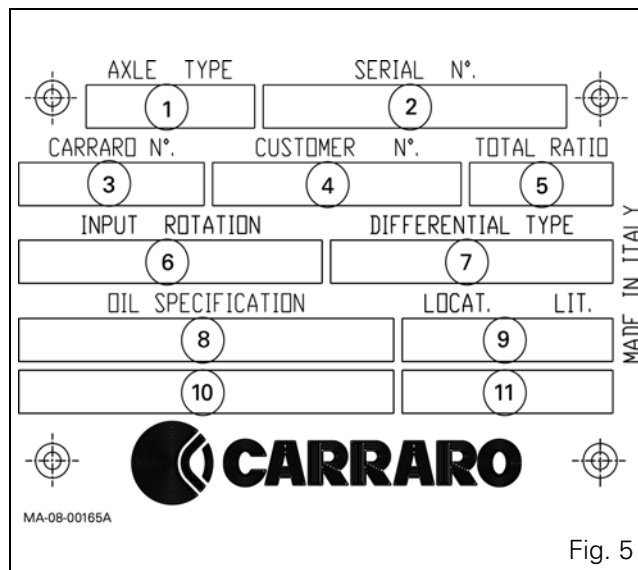 AXLE TYPE SERIAL N°.
1 2
CARRARO N°. CUSTOMER N°. TOTAL RATIO
3 4 5
INPUT ROTATION DIFFERENTIAL TYPE
6 7
OIL SPECIFICATION LOCAT. LIT.
8 9
10 11
MADE IN ITALY
CARRARO
MA-08-00165A
Fig. 5